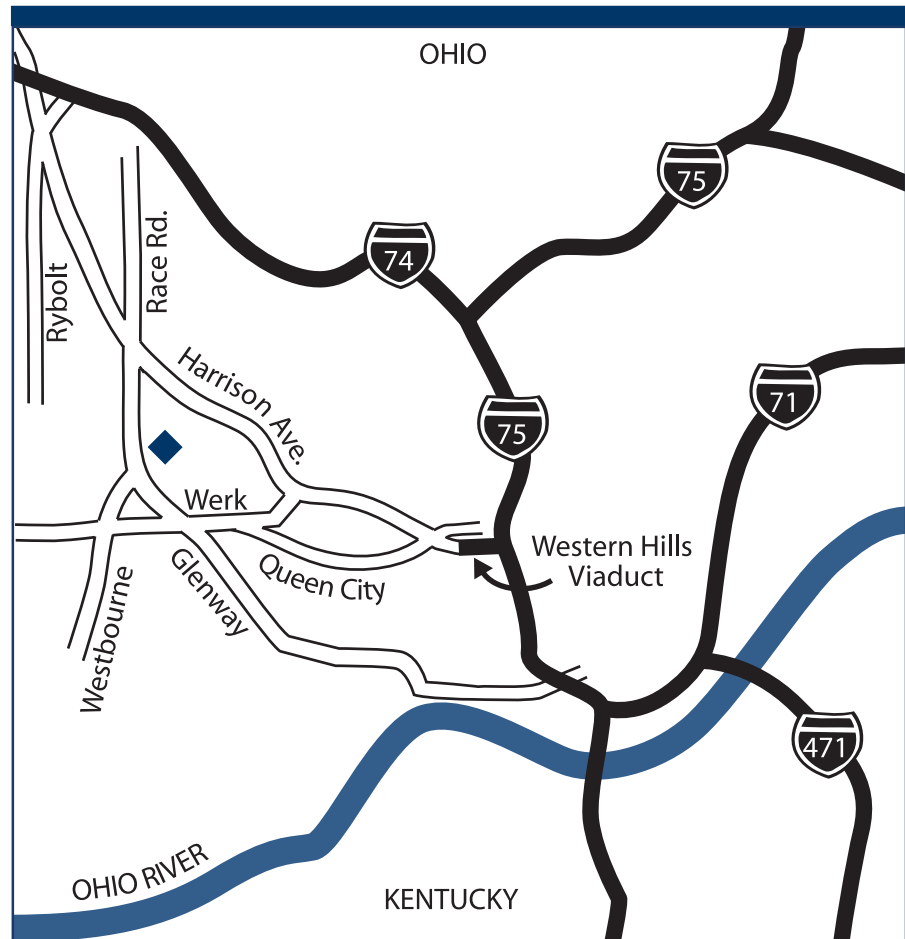 OHIO
75
74
Rybolt
Race Rd.
Harrison Ave.
71
75
Werk
Western Hills
Viaduct
Queen City
Glenway
Westbourne
471
OHIO RIVER
KENTUCKY